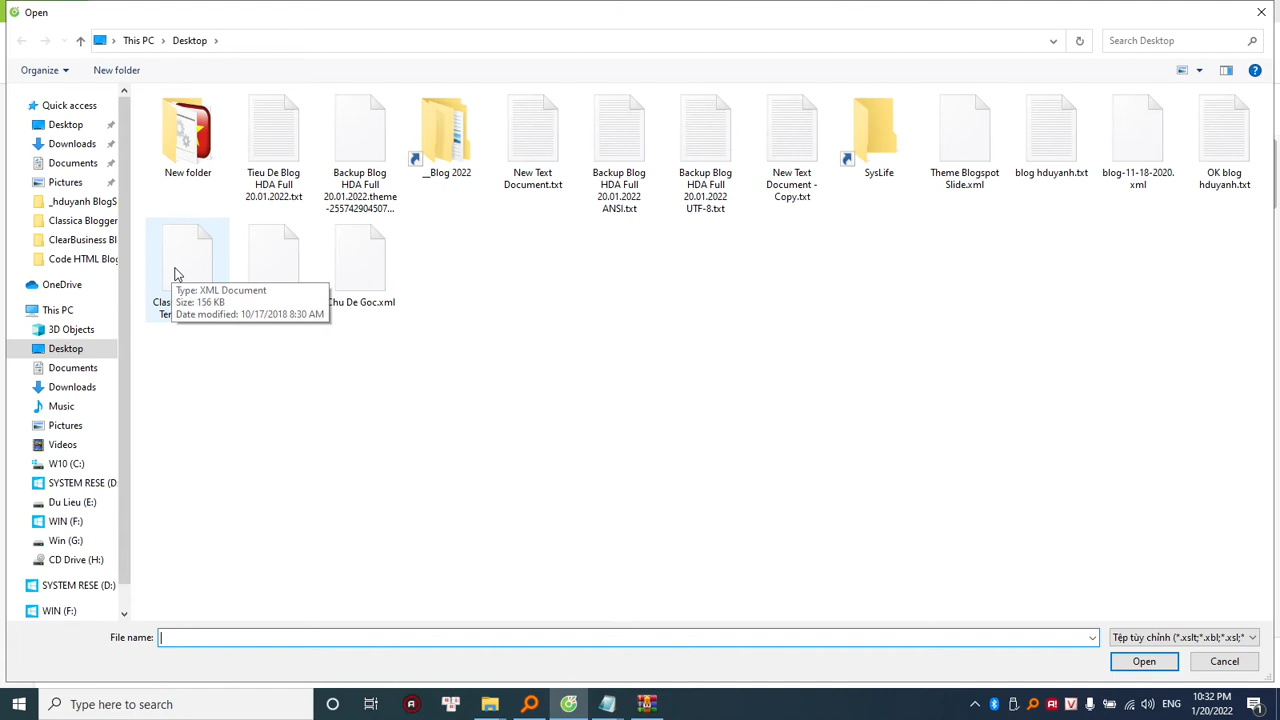 Open
This PC
Desktop
Search Desktop
Organize
New folder
Quick access
Desktop
Downloads
Documents
Pictures
_hduyanh BlogS
Classica Blogger
ClearBusiness Bl
Code HTML Blog
OneDrive
This PC
3D Objects
Desktop
Documents
Downloads
Music
Pictures
Videos
W10 (C:)
SYSTEM RESE (D
Du Lieu (E:)
WIN (F:)
Win (G:)
CD Drive (H:)
SYSTEM RESE (D:)
WIN (F:)
New folder
Tieu De Blog
HDA Full
20.01.2022.txt
Backup Blog
HDA Full
20.01.2022.theme
-255742904507...
__Blog 2022
New Text
Document.txt
Backup Blog
HDA Full
20.01.2022
ANSI.txt
Backup Blog
HDA Full
20.01.2022
UTF-8.txt
New Text
Document -
Copy.txt
SysLife
Theme Blogspot
Slide.xml
blog hduyanh.txt
blog-11-18-2020.
xml
OK blog
hduyanh.txt
Clas
Ter
Chu De Goc.xml
Type: XML Document
Size: 156 KB
Date modified: 10/17/2018 8:30 AM
File name:
Tệp tùy chỉnh (*.xslt;*.xbl;*.xsl;*
Open
Cancel
Type here to search
ENG
10:32 PM
1/20/2022